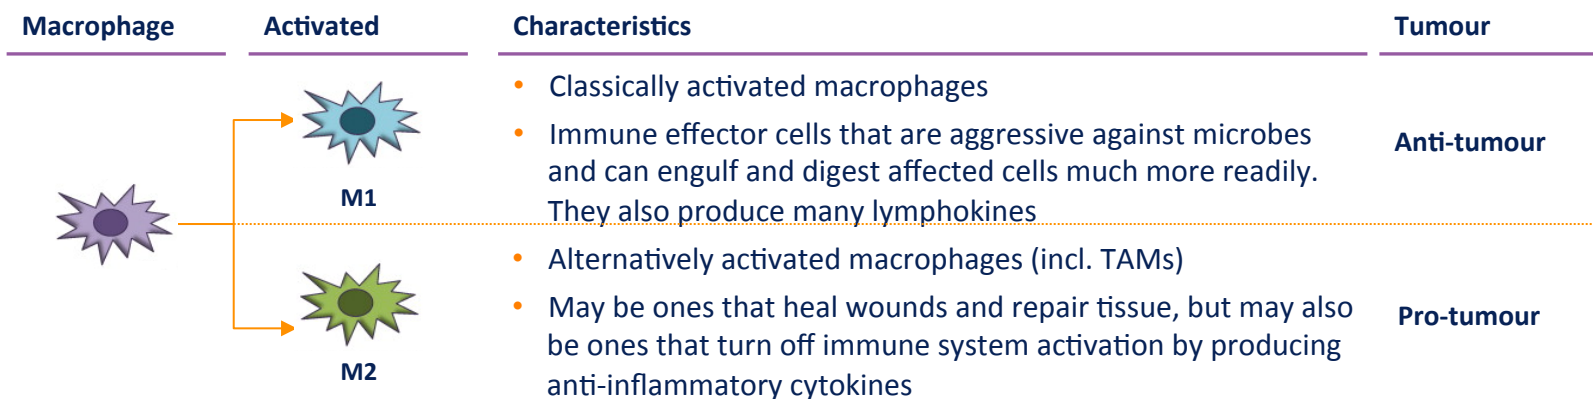 Macrophage Activated Characteristics Tumour
• Classically activated macrophages
• Immune effector cells that are aggressive against microbes
and can engulf and digest affected cells much more readily.
They also produce many lymphokines
M1
Anti-tumour
• Alternatively activated macrophages (incl. TAMs)
• May be ones that heal wounds and repair tissue, but may also
be ones that turn off immune system activation by producing
anti-inflammatory cytokines
M2
Pro-tumour